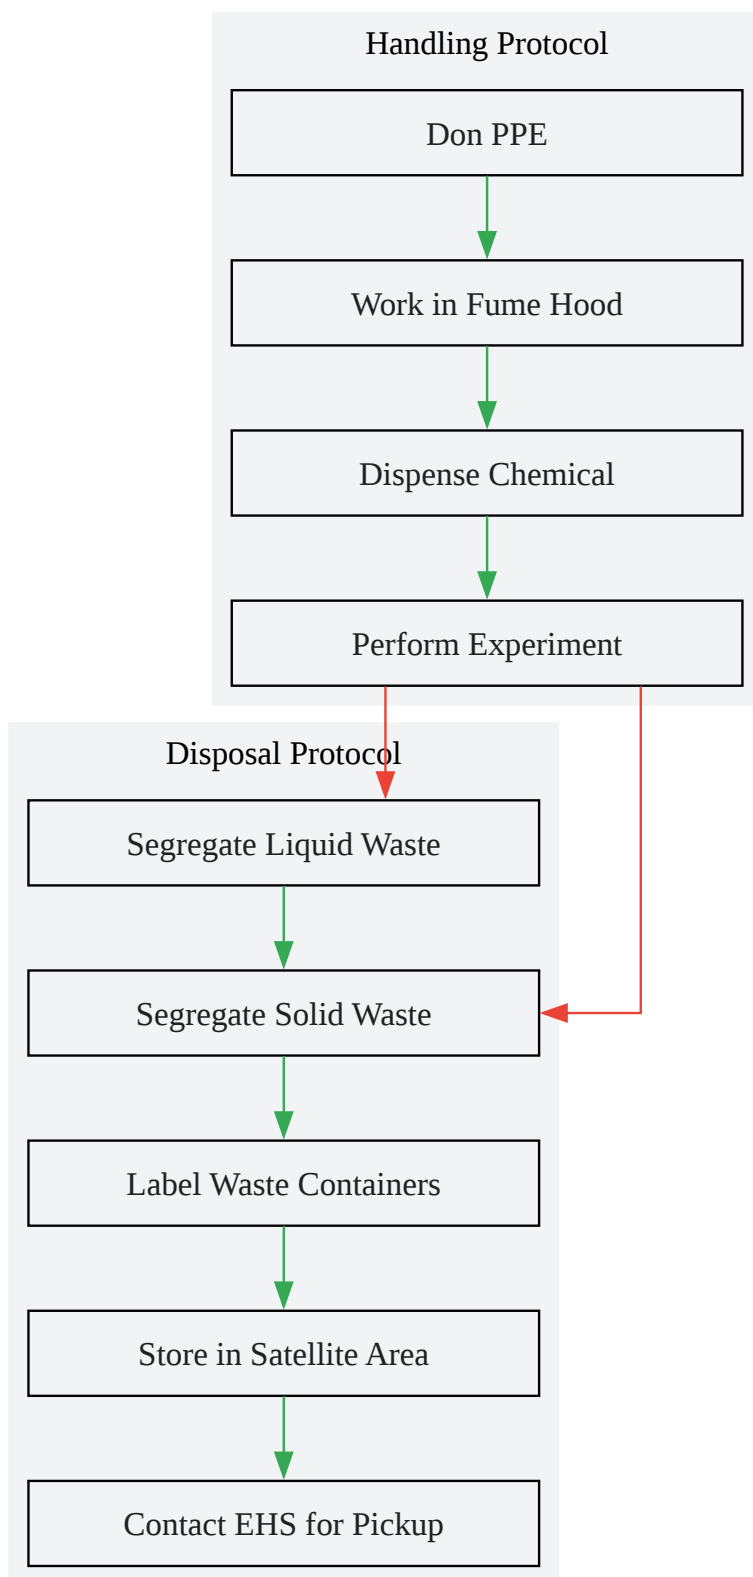 Handling Protocol
Don PPE
Work in Fume Hood
Dispense Chemical
Perform Experiment
Disposal Protocol
Segregate Liquid Waste
Segregate Solid Waste
Label Waste Containers
Store in Satellite Area
Contact EHS for Pickup